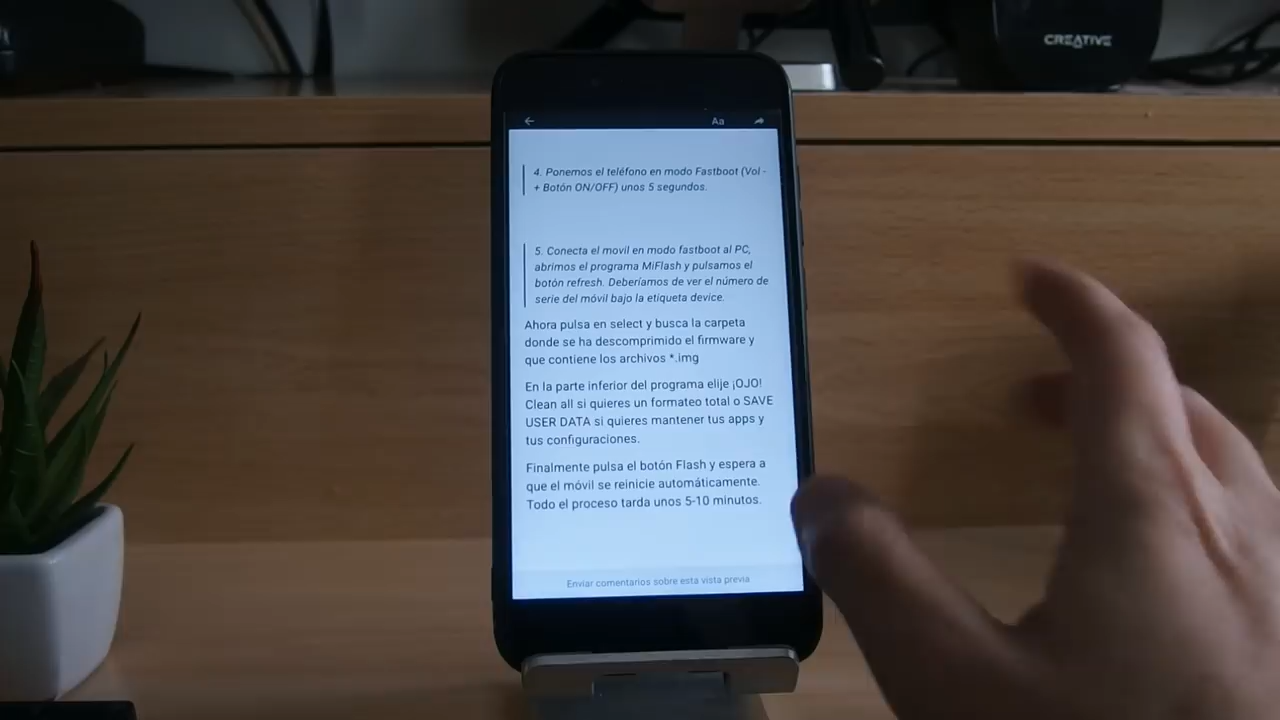 CREATIVE
Aa
4. Ponemos el teléfono en modo Fastboot (Vol -
+ Botón ON/OFF) unos 5 segundos.
5. Conecta el movil en modo fastboot al PC,
abrimos el programa MiFlash y pulsamos el
botón refresh. Deberíamos de ver el número de
serie del móvil bajo la etiqueta device.
Ahora pulsa en select y busca la carpeta
donde se ha descomprimido el firmware y
que contiene los archivos *.img
En la parte inferior del programa elije ¡OJO!
Clean all si quieres un formateo total o SAVE
USER DATA si quieres mantener tus apps y
tus configuraciones.
Finalmente pulsa el botón Flash y espera a
que el móvil se reinicie automáticamente.
Todo el proceso tarda unos 5-10 minutos.
Enviar comentarios sobre esta vista previa